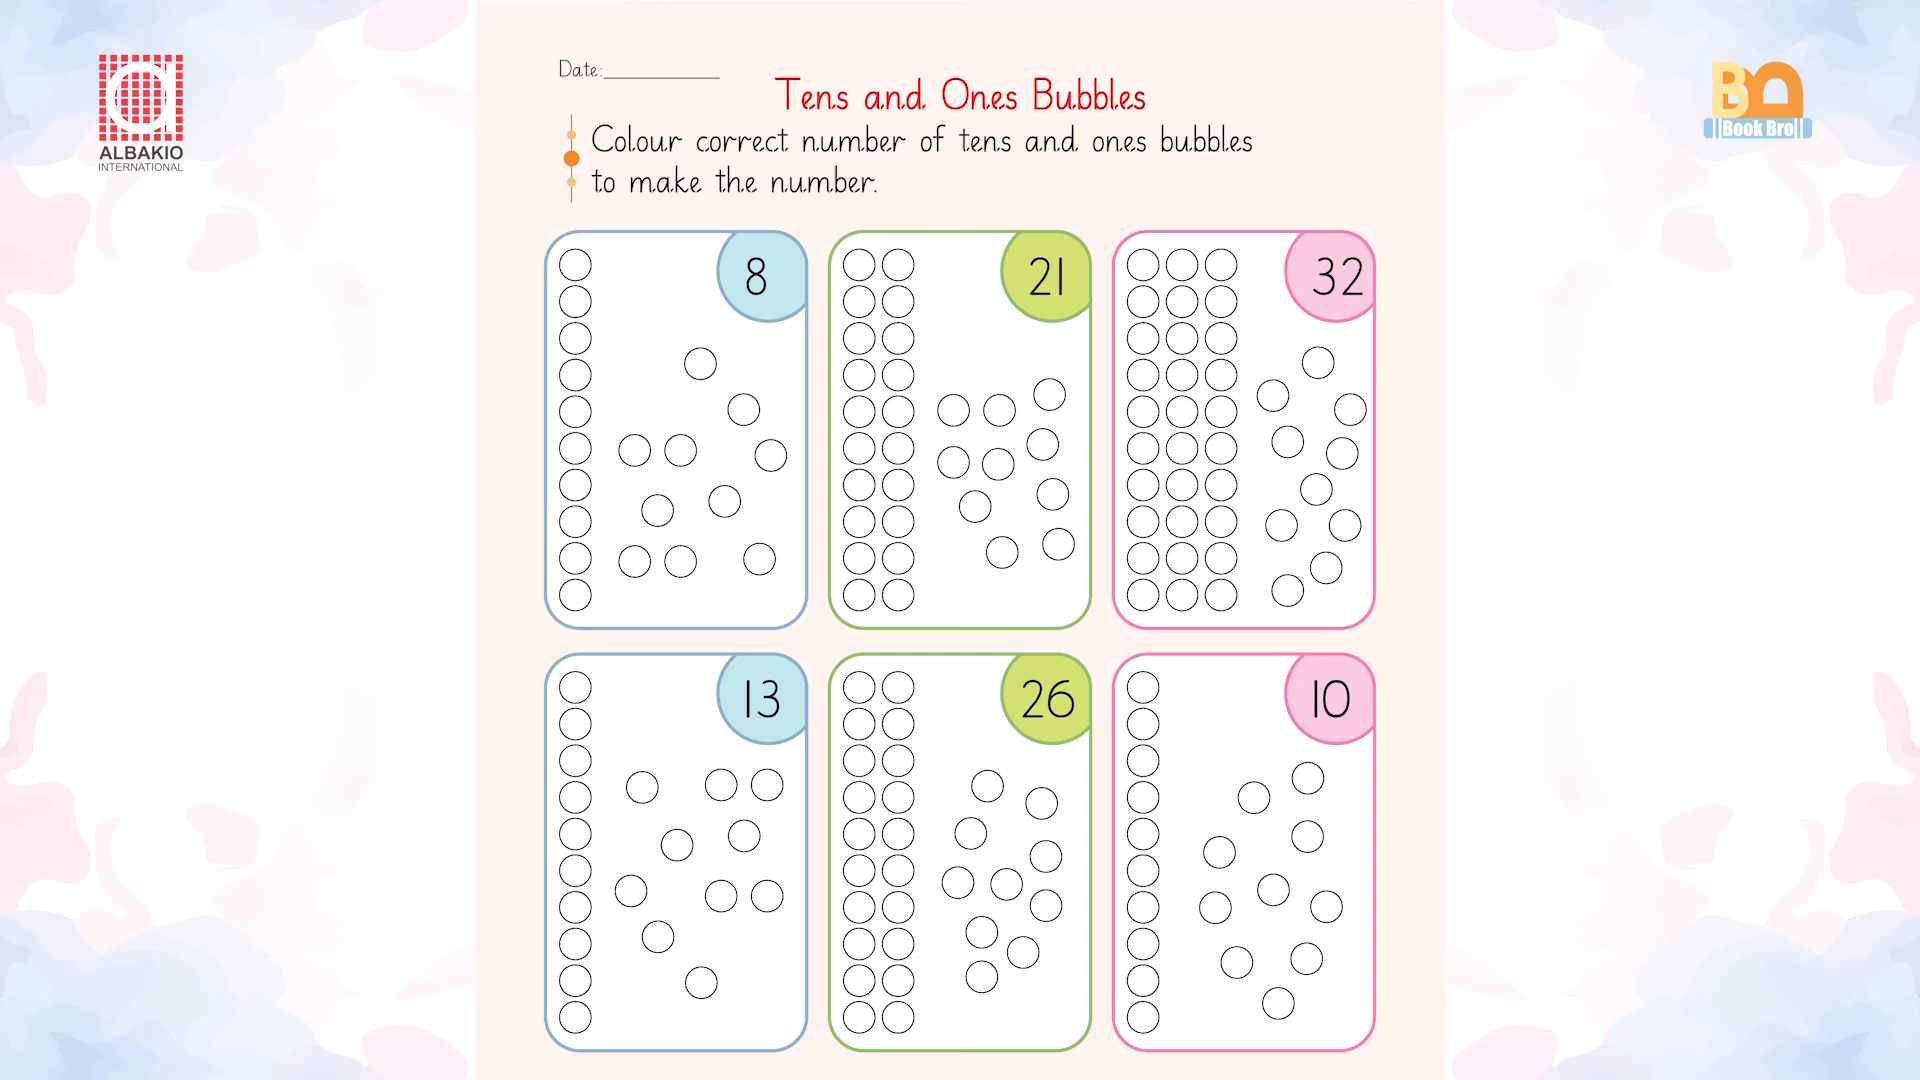 ALBAKIO
INTERNATIONAL
Book Bro
Date:
Tens and Ones Bubbles
Colour correct number of tens and ones bubbles
to make the number.
8
21
32
13
26
10